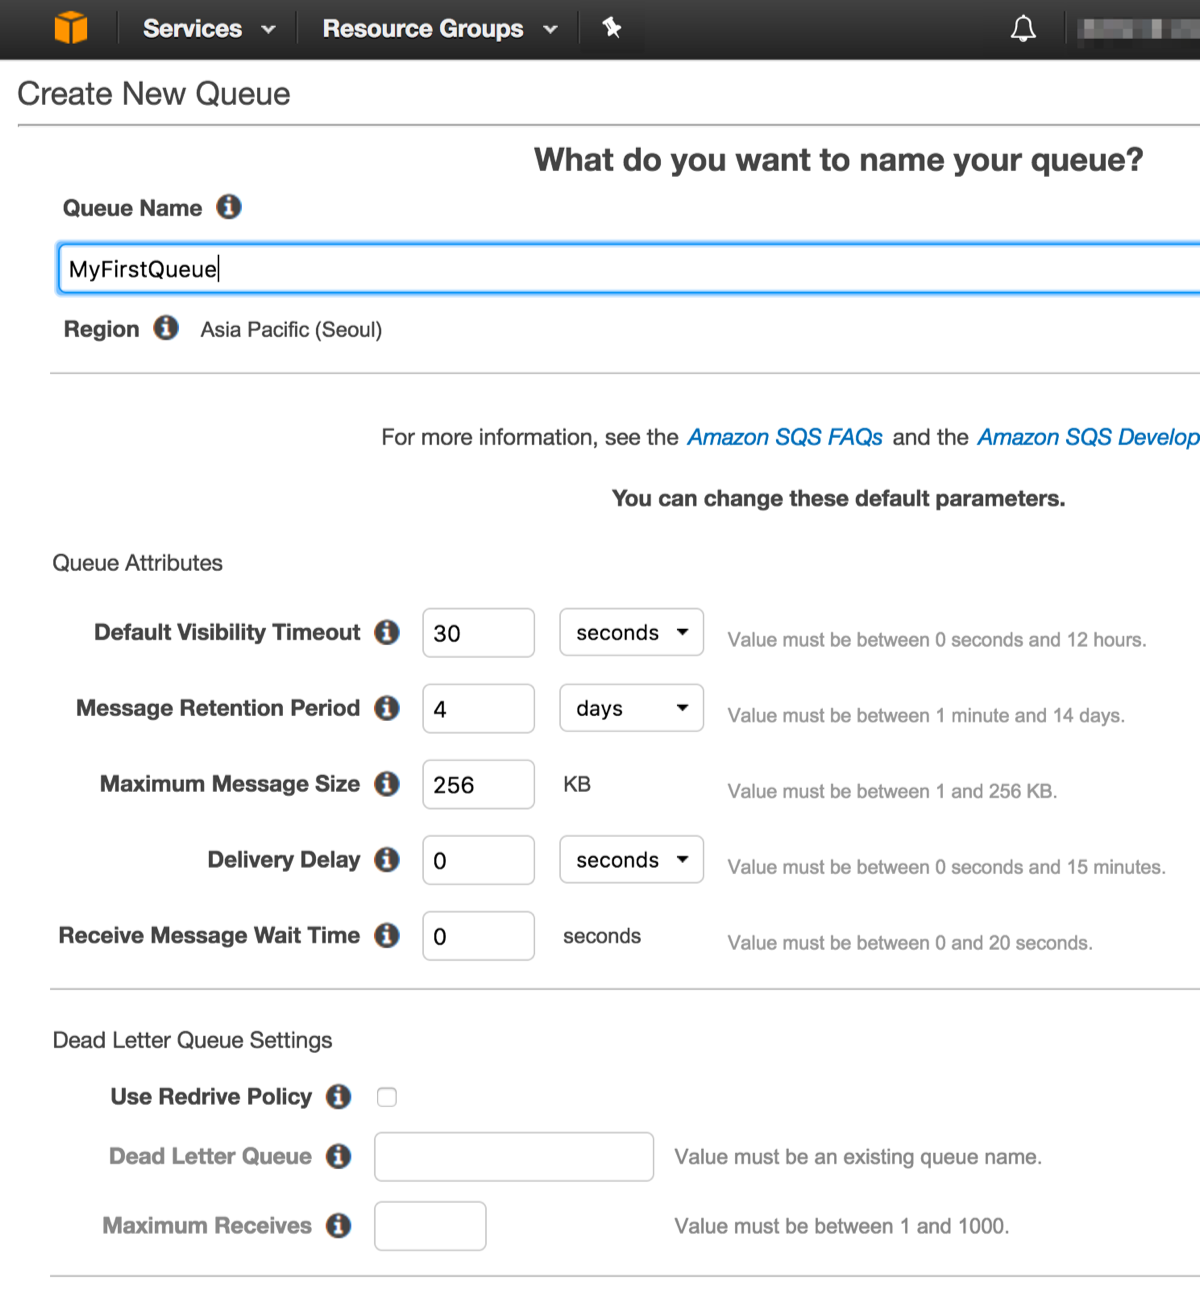 Services Resource Groups
Create New Queue
What do you want to name your queue?
Queue Name
MyFirstQueue
Region Asia Pacific (Seoul)
For more information, see the Amazon SQS FAQs and the Amazon SQS Develop
You can change these default parameters.
Queue Attributes
Default Visibility Timeout 30 seconds Value must be between 0 seconds and 12 hours.
Message Retention Period 4 days Value must be between 1 minute and 14 days.
Maximum Message Size 256 KB Value must be between 1 and 256 KB.
Delivery Delay 0 seconds Value must be between 0 seconds and 15 minutes.
Receive Message Wait Time 0 seconds Value must be between 0 and 20 seconds.
Dead Letter Queue Settings
Use Redrive Policy
Dead Letter Queue Value must be an existing queue name.
Maximum Receives Value must be between 1 and 1000.